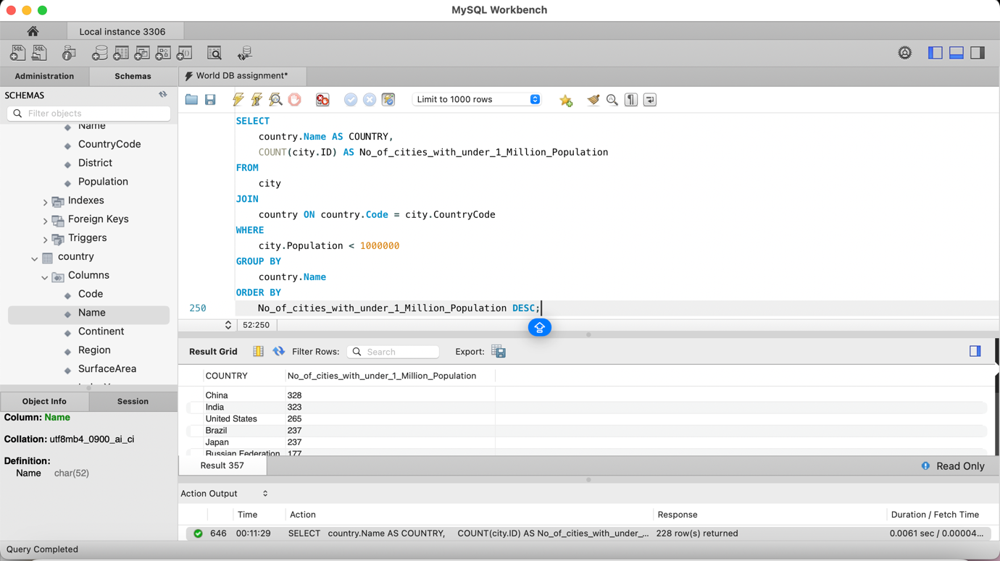 MySQL Workbench
Local instance 3306
Administration
Schemas
World DB assignment*
SCHEMAS
Filter objects
Name
CountryCode
District
Population
Indexes
Foreign Keys
Triggers
country
Columns
Code
Name
Continent
Region
SurfaceArea
Object Info
Session
Column: Name
Collation: utf8mb4_0900_ai_ci
Definition:
Name char(52)
Limit to 1000 rows
SELECT
country.Name AS COUNTRY,
COUNT(city.ID) AS No_of_cities_with_under_1_Million_Population
FROM
city
JOIN
country ON country.Code = city.CountryCode
WHERE
city.Population < 1000000
GROUP BY
country.Name
ORDER BY
250 No_of_cities_with_under_1_Million_Population DESC;
52:250
Result Grid Filter Rows: Search Export:
COUNTRY No_of_cities_with_under_1_Million_Population
China 328
India 323
United States 265
Brazil 237
Japan 237
Russian Federation 177
Result 357
Read Only
Action Output
Time Action Response Duration / Fetch Time
646 00:11:29 SELECT country.Name AS COUNTRY, COUNT(city.ID) AS No_of_cities_with_under_... 228 row(s) returned 0.0061 sec / 0.00004...
Query Completed